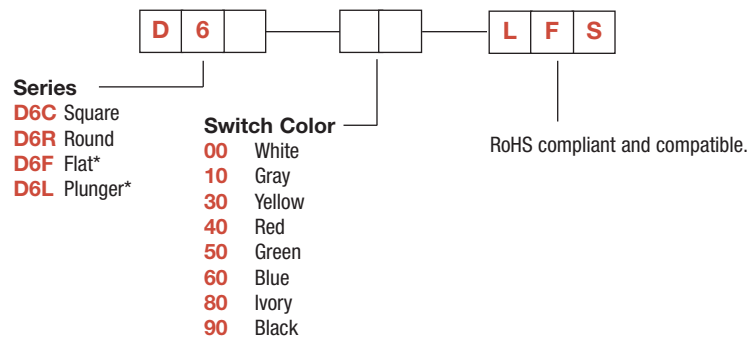 D 6 L F S
Series
D6C Square
D6R Round
D6F Flat*
D6L Plunger*
Switch Color
00 White
10 Gray
30 Yellow
40 Red
50 Green
60 Blue
80 Ivory
90 Black
RoHS compliant and compatible.